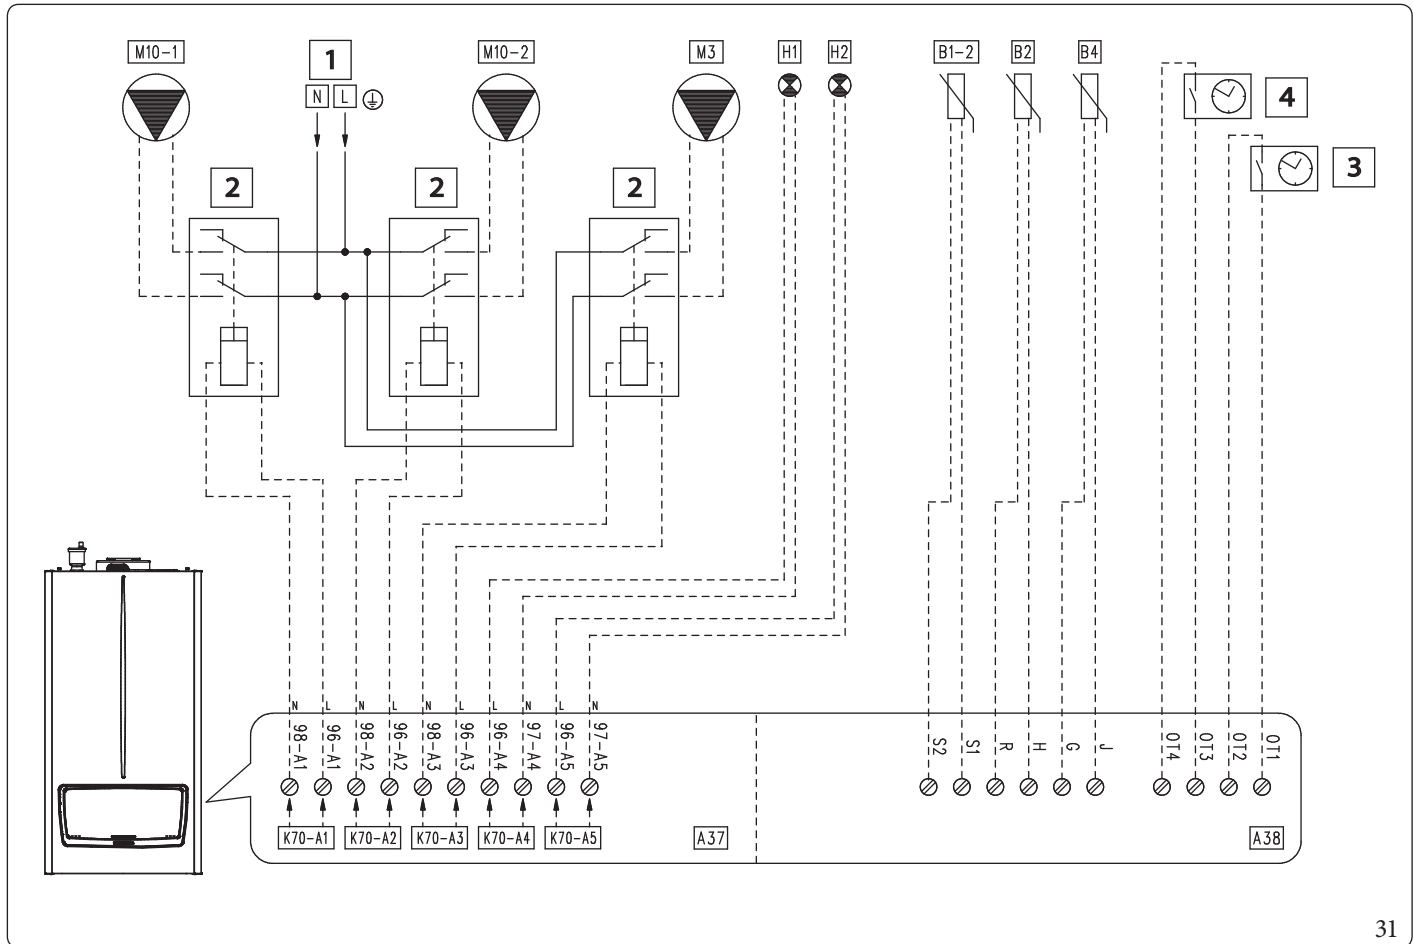 M10-1
1
M10-2
M3
H1
H2
B1-2
B2
B4
N
L
4
3
2
2
2
N
L
N
L
N
L
L
N
L
N
98-A1
96-A1
98-A2
96-A2
98-A3
96-A3
96-A4
97-A4
96-A5
97-A5
S2
S1
R
H
G
J
OT4
OT3
OT2
OT1
K70-A1
K70-A2
K70-A3
K70-A4
K70-A5
A37
A38
31